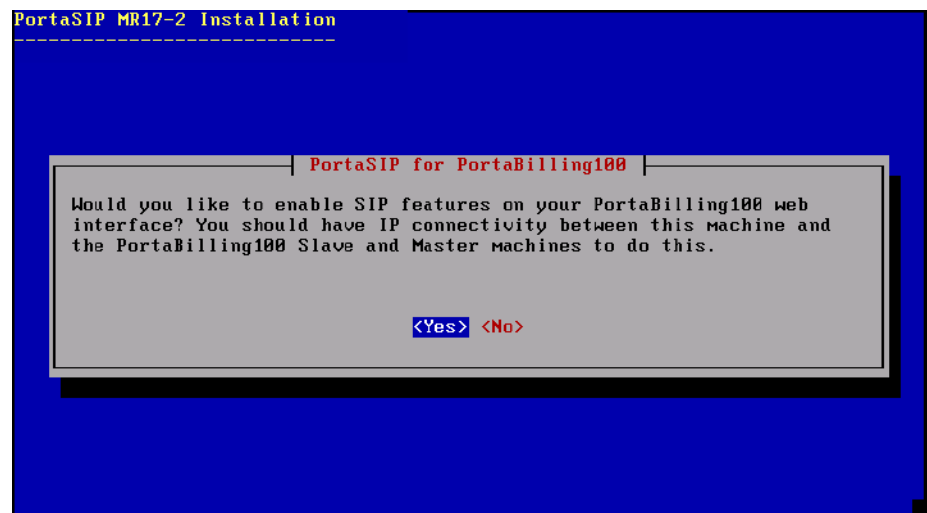 PortaSIP MR17-2 Installation
----------------------------
PortaSIP for PortaBilling100
Would you like to enable SIP features on your PortaBilling100 web
interface? You should have IP connectivity between this machine and
the PortaBilling100 Slave and Master machines to do this.
<Yes> <No>